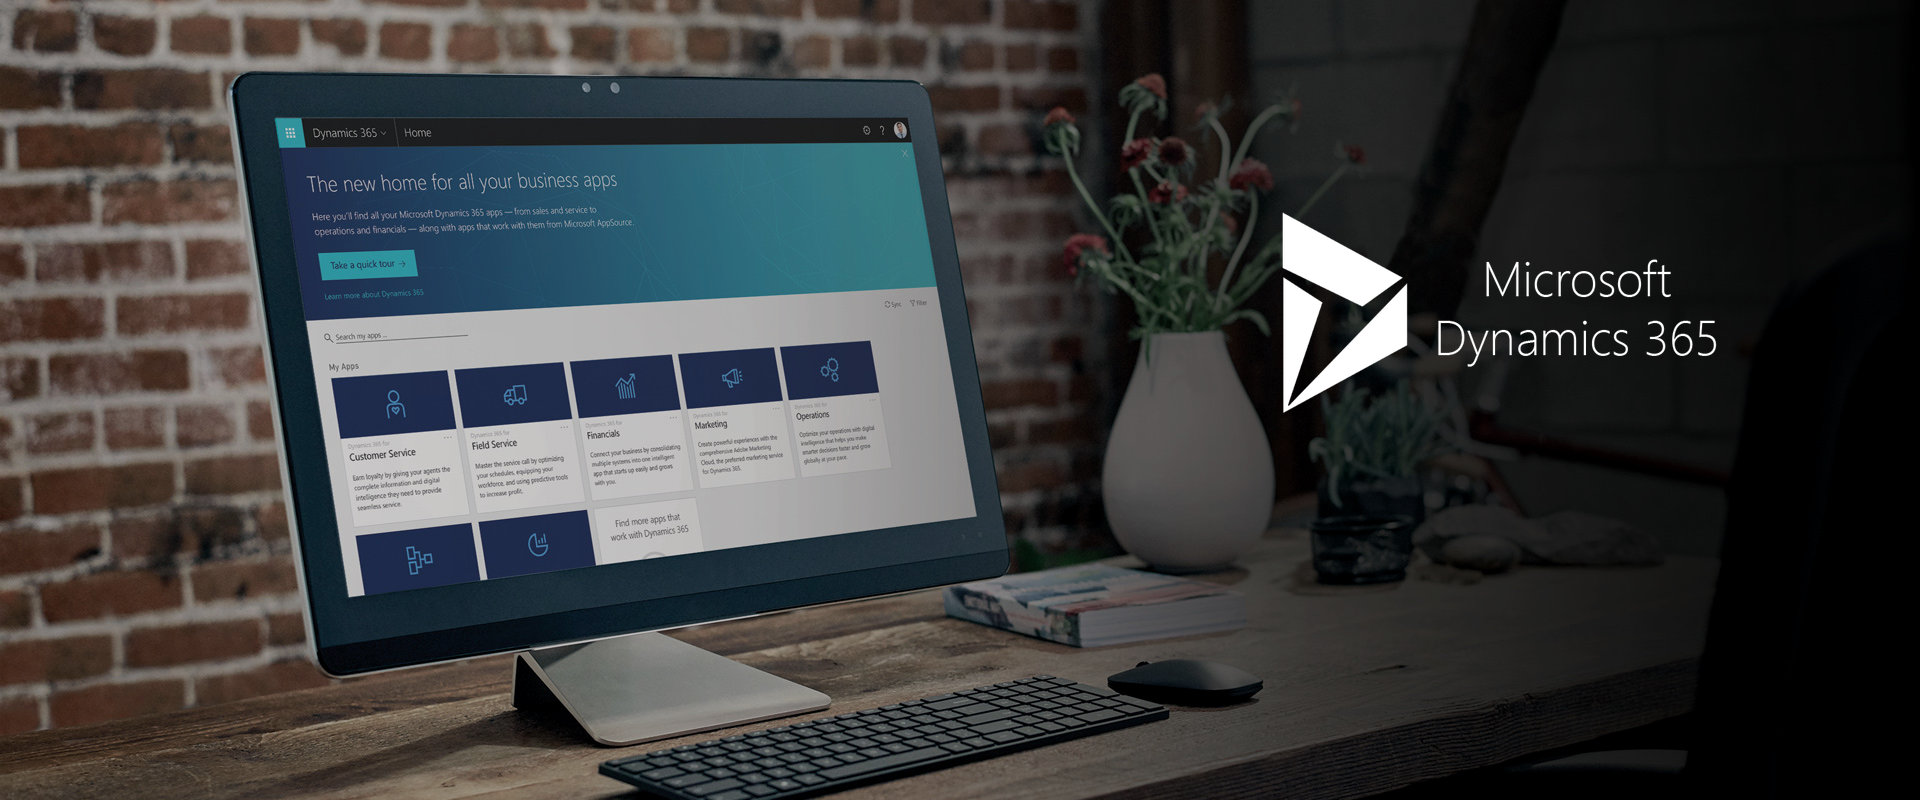 Dynamics 365
Home
?
The new home for all your business apps
Here you'll find all your Microsoft Dynamics 365 apps — from sales and service to
operations and financials — along with apps that work with them from Microsoft AppSource.
Take a quick tour →
Learn more about Dynamics 365
Sync
Filter
Search my apps ...
My Apps
Dynamics 365 for
Customer Service
Earn loyalty by giving your agents the
complete information and digital
intelligence they need to provide
seamless service.
Dynamics 365 for
Field Service
Master the service call by optimizing
your schedules, equipping your
workforce, and using predictive tools
to increase profit.
Dynamics 365 for
Financials
Connect your business by consolidating
multiple systems into one intelligent
app that starts up easily and grows
with you.
Dynamics 365 for
Marketing
Create powerful experiences with the
comprehensive Adobe Marketing
Cloud, the preferred marketing service
for Dynamics 365.
Dynamics 365 for
Operations
Optimize your operations with digital
intelligence that helps you make
smarter decisions faster and grow
globally at your pace.
Find more apps that
work with Dynamics 365
Microsoft
Dynamics 365